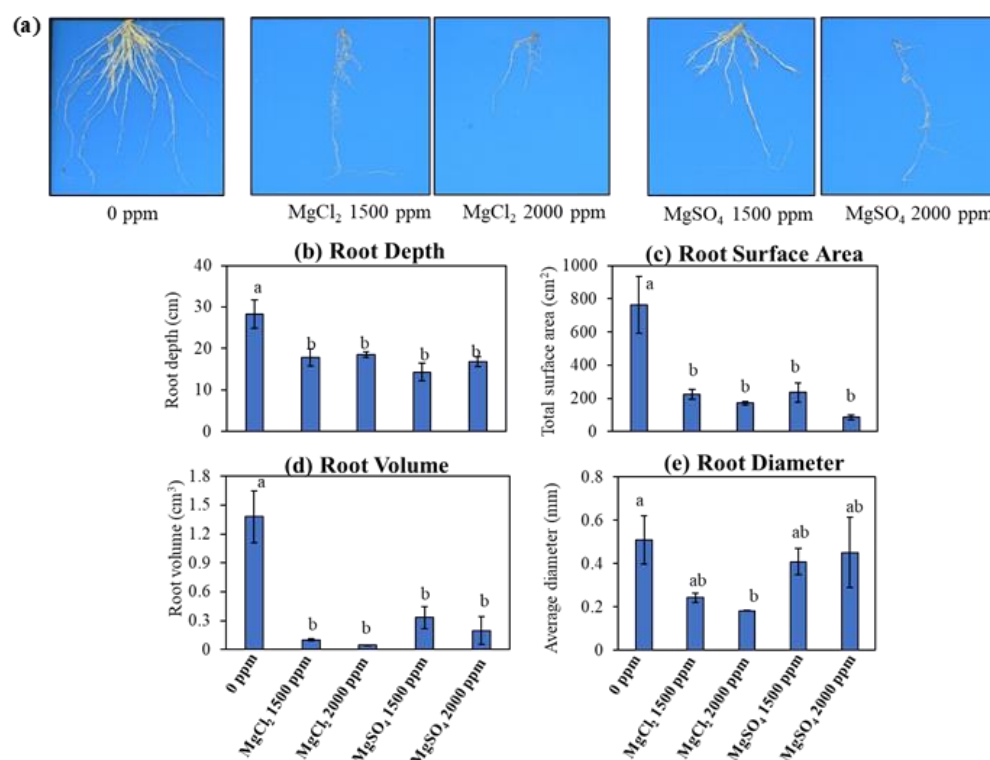 (a)
0 ppm
MgCl₂ 1500 ppm
MgCl₂ 2000 ppm
MgSO₄ 1500 ppm
MgSO₄ 2000 ppm
(b) Root Depth
Root depth (cm)
40
30
20
10
0
a
b
b
b
b
(c) Root Surface Area
Total surface area (cm²)
1000
800
600
400
200
0
a
b
b
b
b
(d) Root Volume
Root volume (cm³)
1.8
1.5
1.2
0.9
0.6
0.3
0
a
b
b
b
b
0 ppm
MgCl₂ 1500 ppm
MgCl₂ 2000 ppm
MgSO₄ 1500 ppm
MgSO₄ 2000 ppm
(e) Root Diameter
Average diameter (mm)
0.8
0.6
0.4
0.2
0
a
ab
b
ab
ab
0 ppm
MgCl₂ 1500 ppm
MgCl₂ 2000 ppm
MgSO₄ 1500 ppm
MgSO₄ 2000 ppm